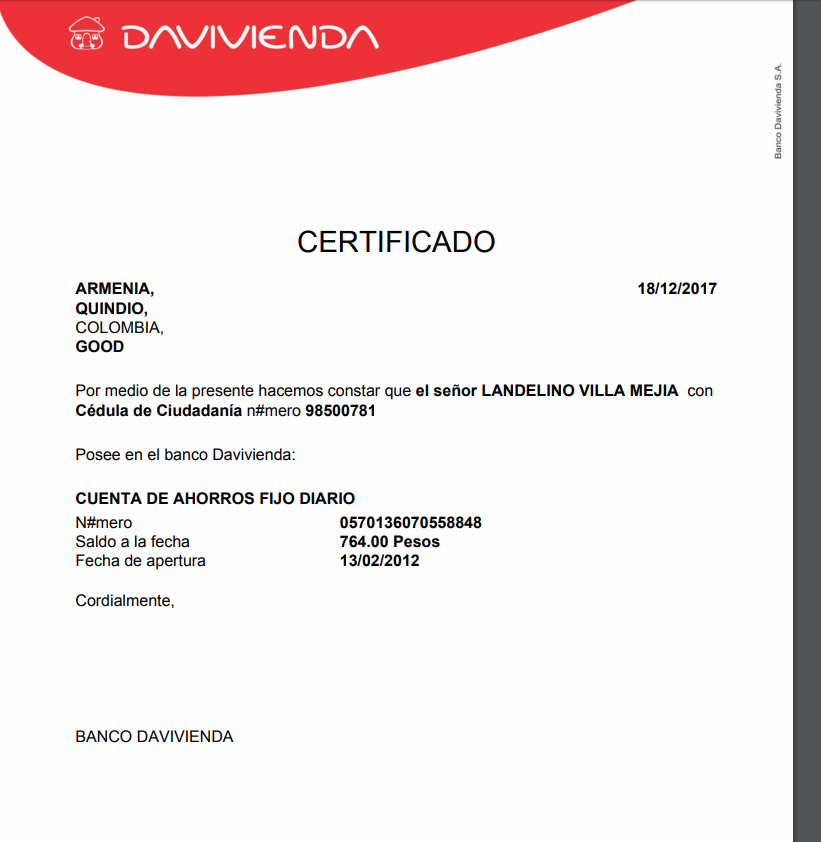 DAVIVIENDA
Banco Davivienda S.A.
CERTIFICADO
ARMENIA, 18/12/2017
QUINDIO,
COLOMBIA,
GOOD
Por medio de la presente hacemos constar que el señor LANDELINO VILLA MEJIA con
Cédula de Ciudadanía n#mero 98500781
Posee en el banco Davivienda:
CUENTA DE AHORROS FIJO DIARIO
N#mero 0570136070558848
Saldo a la fecha 764.00 Pesos
Fecha de apertura 13/02/2012
Cordialmente,
BANCO DAVIVIENDA